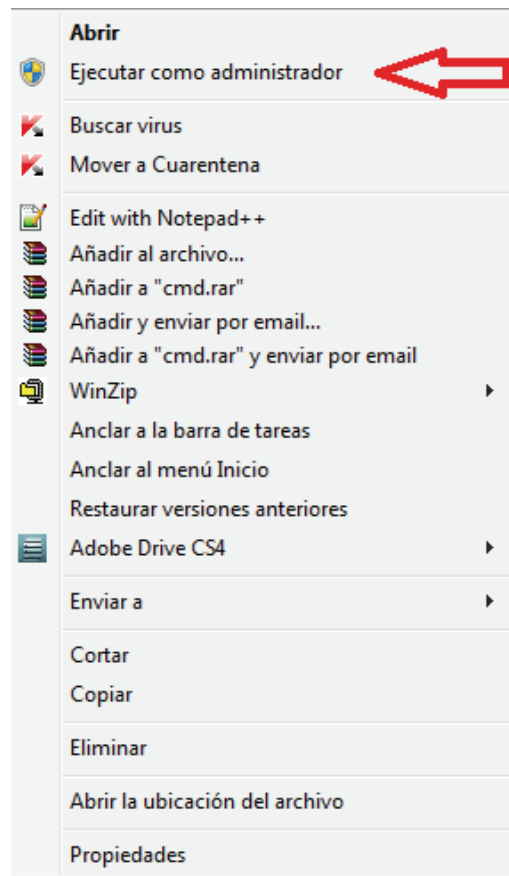 Abrir
Ejecutar como administrador
Buscar virus
Mover a Cuarentena
Edit with Notepad++
Añadir al archivo...
Añadir a "cmd.rar"
Añadir y enviar por email...
Añadir a "cmd.rar" y enviar por email
WinZip
Anclar a la barra de tareas
Anclar al menú Inicio
Restaurar versiones anteriores
Adobe Drive CS4
Enviar a
Cortar
Copiar
Eliminar
Abrir la ubicación del archivo
Propiedades